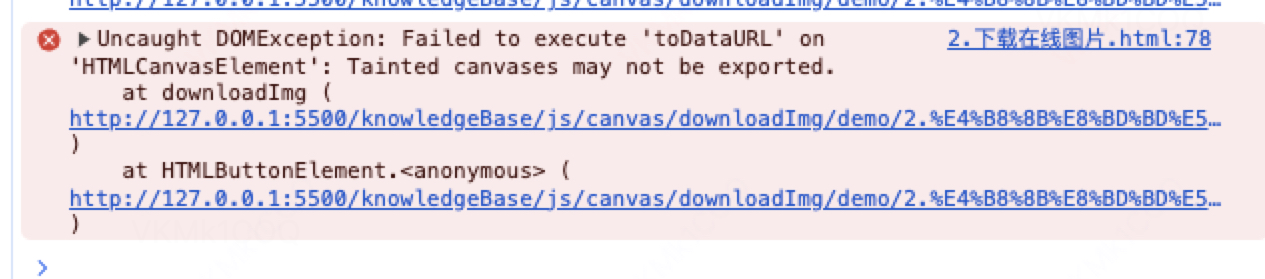 http://127.0.0.1:5500/knowledgeBase/js/canvas/downloadImg/demo/2.%E4%B8%8B%E8%BD%BD%E5…
Uncaught DOMException: Failed to execute 'toDataURL' on 2.下载在线图片.html:78
'HTMLCanvasElement': Tainted canvases may not be exported.
at downloadImg (
http://127.0.0.1:5500/knowledgeBase/js/canvas/downloadImg/demo/2.%E4%B8%8B%E8%BD%BD%E5…
)
at HTMLButtonElement.<anonymous> (
http://127.0.0.1:5500/knowledgeBase/js/canvas/downloadImg/demo/2.%E4%B8%8B%E8%BD%BD%E5…
)